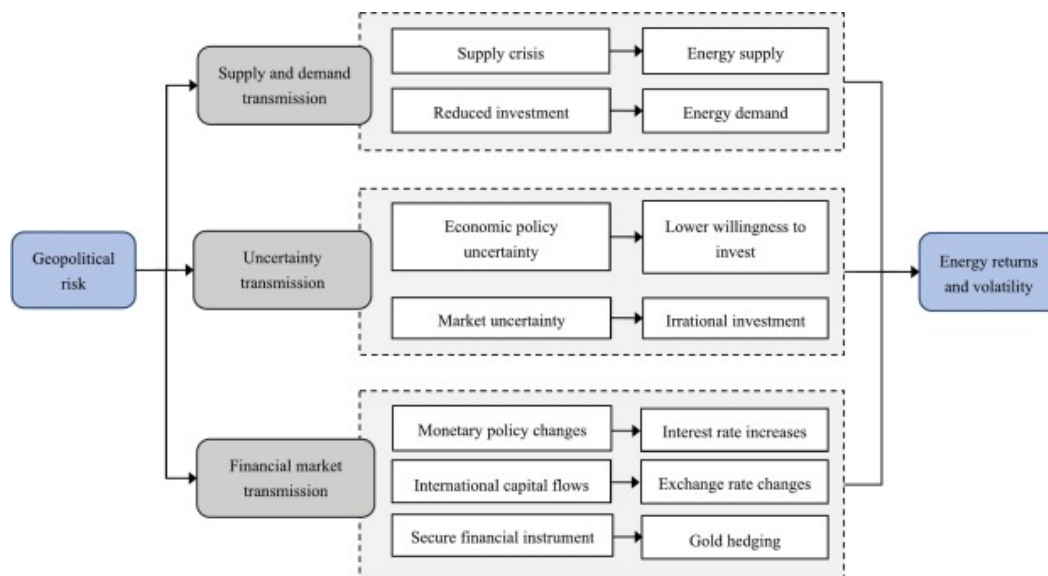 Geopolitical
risk
Supply and demand
transmission
Supply crisis
Energy supply
Reduced investment
Energy demand
Uncertainty
transmission
Economic policy
uncertainty
Lower willingness to
invest
Market uncertainty
Irrational investment
Financial market
transmission
Monetary policy changes
Interest rate increases
International capital flows
Exchange rate changes
Secure financial instrument
Gold hedging
Energy returns
and volatility